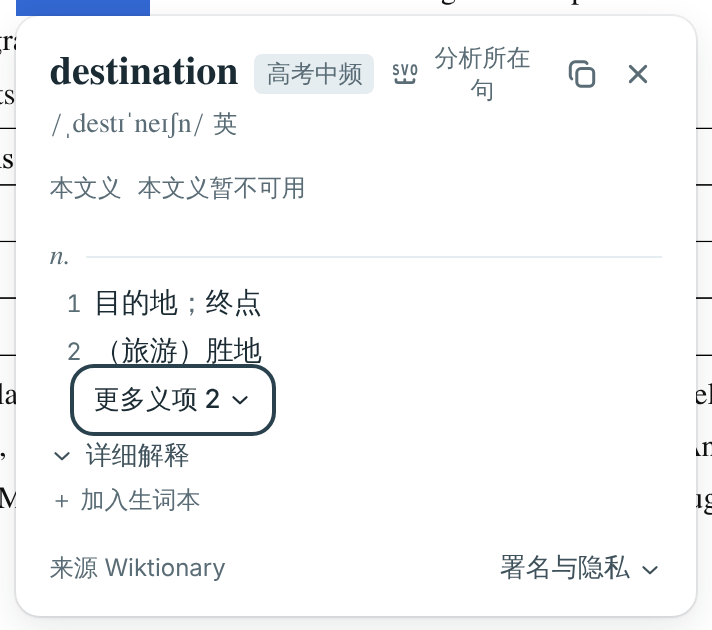 destination 高考中频 SVO 分析所在句
/ˌdestɪˈneɪʃn/ 英
本文义 本文义暂不可用
n.
1 目的地；终点
2 （旅游）胜地
更多义项 2
详细解释
+ 加入生词本
来源 Wiktionary 署名与隐私